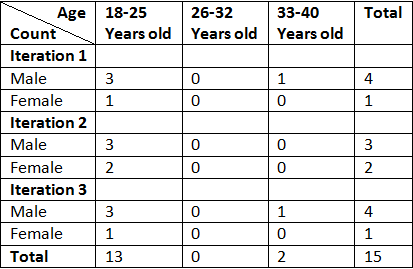 Age 18-25 26-32 33-40 Total
Count Years old Years old Years old
Iteration 1
Male 3 0 1 4
Female 1 0 0 1
Iteration 2
Male 3 0 0 3
Female 2 0 0 2
Iteration 3
Male 3 0 1 4
Female 1 0 0 1
Total 13 0 2 15